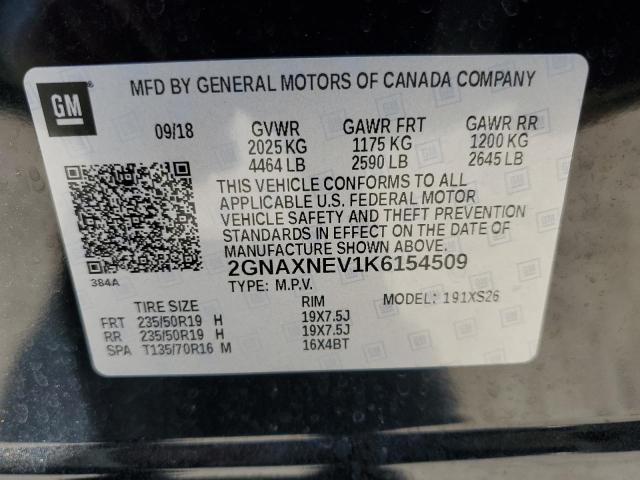 GM
MFD BY GENERAL MOTORS OF CANADA COMPANY
09/18 GVWR GAWR FRT GAWR RR
2025 KG 1175 KG 1200 KG
4464 LB 2590 LB 2645 LB
THIS VEHICLE CONFORMS TO ALL
APPLICABLE U.S. FEDERAL MOTOR
VEHICLE SAFETY AND THEFT PREVENTION
STANDARDS IN EFFECT ON THE DATE OF
MANUFACTURE SHOWN ABOVE.
2GNAXNEV1K6154509
384A
TYPE: M.P.V. MODEL: 191XS26
TIRE SIZE RIM
FRT 235/50R19 H 19X7.5J
RR 235/50R19 H 19X7.5J
SPA T135/70R16 M 16X4BT